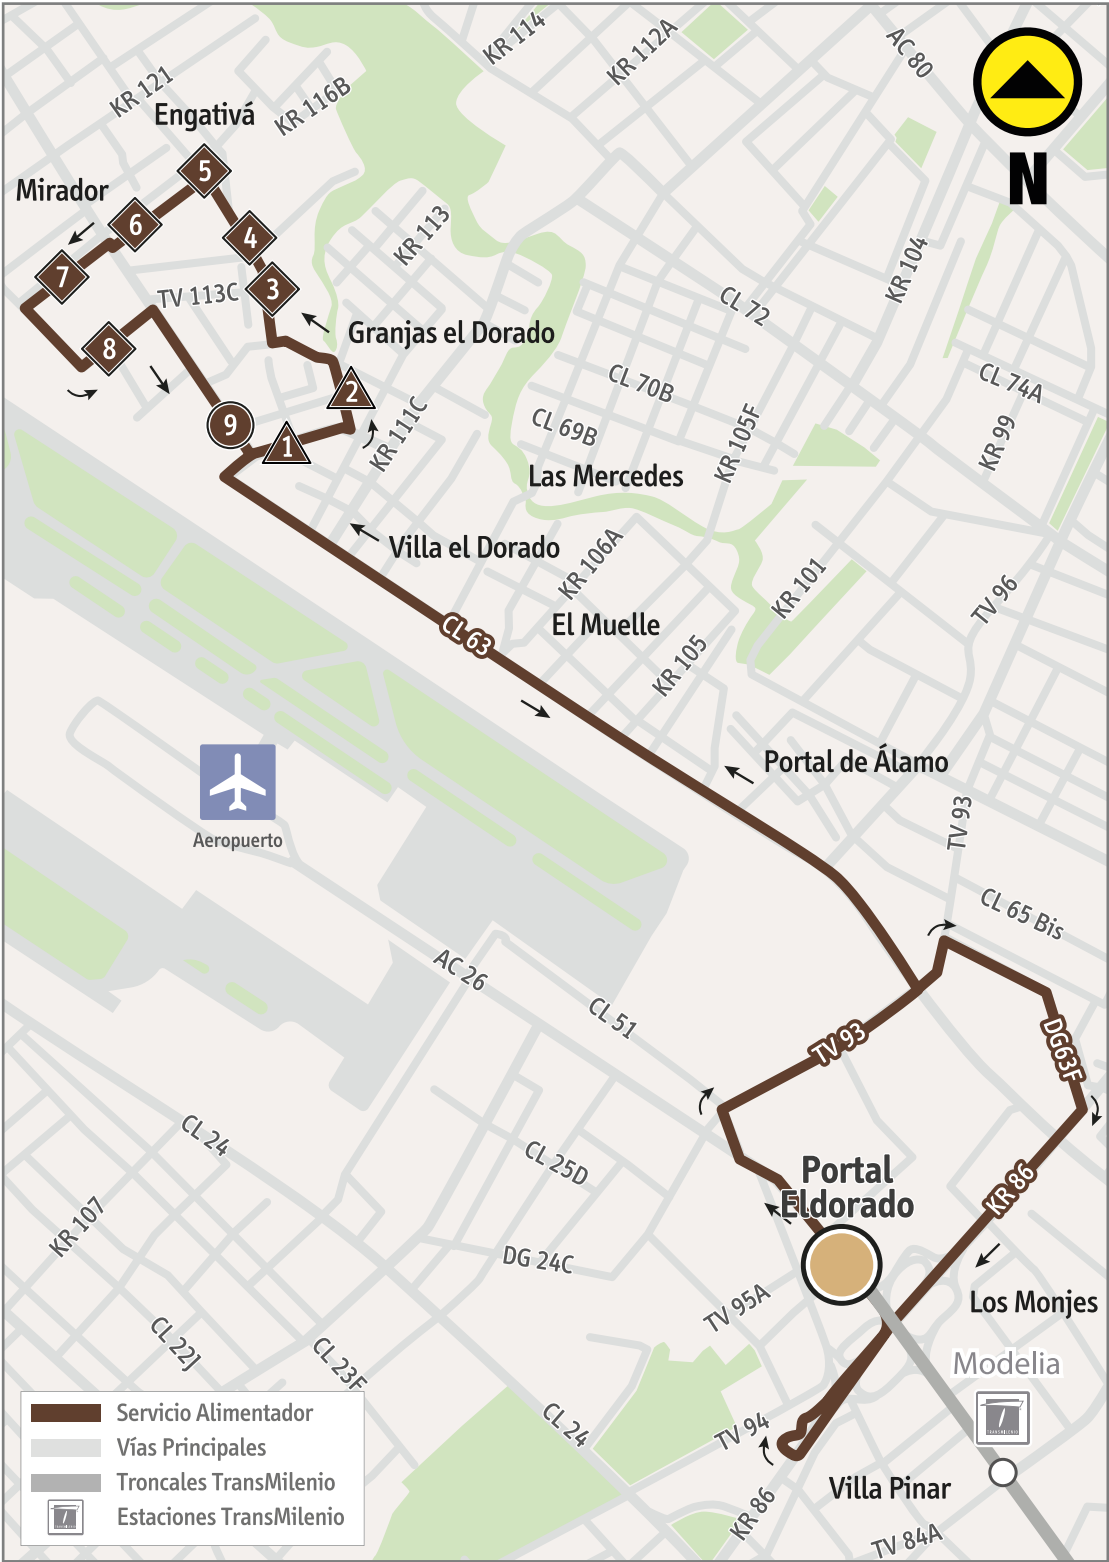 KR 114
KR 112A
AC 80
KR 121
KR 116B
Engativá
N
5
Mirador
6
4
KR 113
KR 104
7
3
TV 113C
CL 72
Granjas el Dorado
8
2
CL 70B
CL 74A
9
1
KR 111C
CL 69B
KR 105F
KR 99
Las Mercedes
Villa el Dorado
KR 106A
KR 101
TV 96
CL 63
El Muelle
KR 105
Portal de Álamo
Aeropuerto
TV 93
CL 65 Bis
AC 26
CL 51
TV 93
DG63F
CL 24
CL 25D
Portal
Eldorado
KR 86
KR 107
DG 24C
TV 95A
Los Monjes
CL 22J
CL 23F
Modelia
TRANSMILENIO
CL 24
TV 94
Villa Pinar
KR 86
TV 84A
Servicio Alimentador
Vías Principales
Troncales TransMilenio
Estaciones TransMilenio